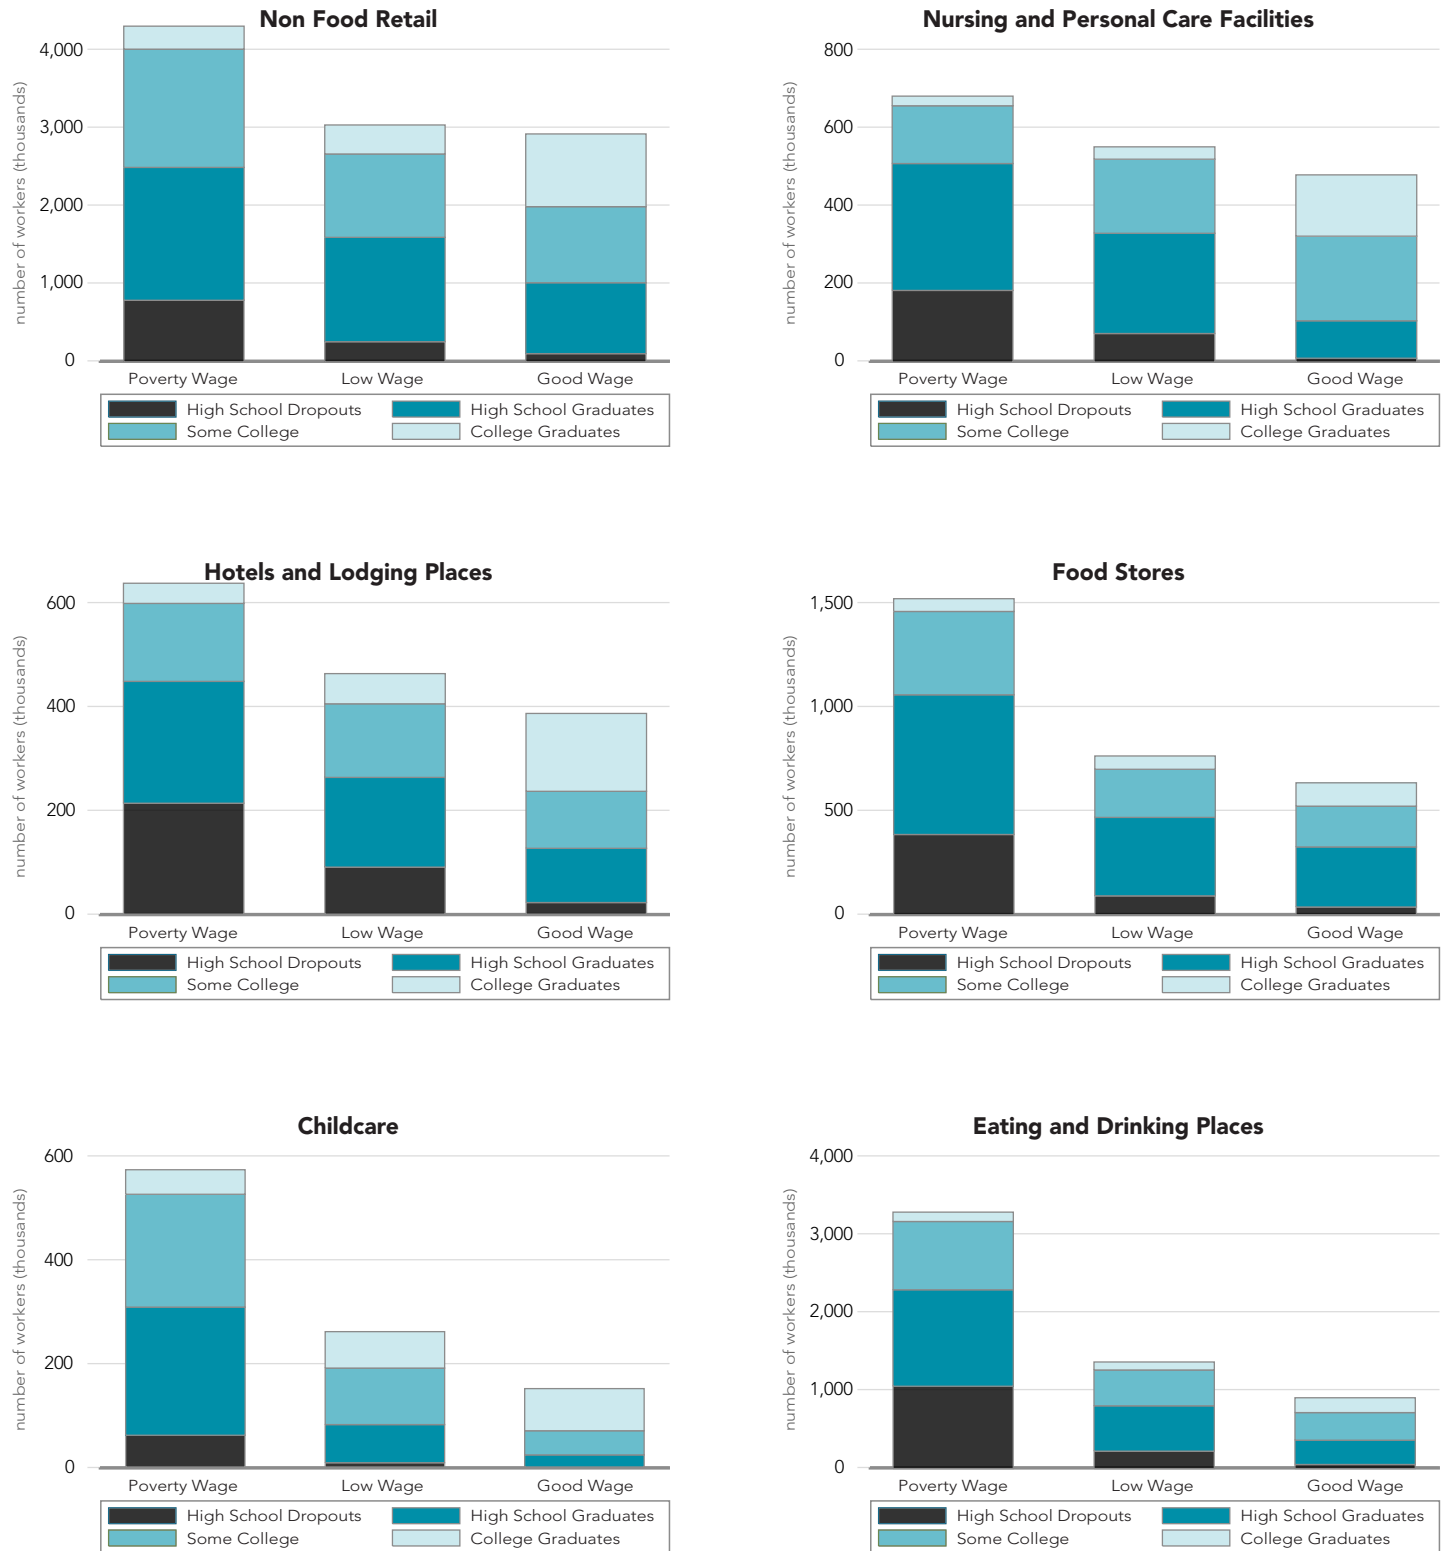 Non Food Retail
number of workers (thousands)
4,000
3,000
2,000
1,000
0
Poverty Wage Low Wage Good Wage
High School Dropouts High School Graduates
Some College College Graduates
Nursing and Personal Care Facilities
number of workers (thousands)
800
600
400
200
0
Poverty Wage Low Wage Good Wage
High School Dropouts High School Graduates
Some College College Graduates
Hotels and Lodging Places
number of workers (thousands)
600
400
200
0
Poverty Wage Low Wage Good Wage
High School Dropouts High School Graduates
Some College College Graduates
Food Stores
number of workers (thousands)
1,500
1,000
500
0
Poverty Wage Low Wage Good Wage
High School Dropouts High School Graduates
Some College College Graduates
Childcare
number of workers (thousands)
600
400
200
0
Poverty Wage Low Wage Good Wage
High School Dropouts High School Graduates
Some College College Graduates
Eating and Drinking Places
number of workers (thousands)
4,000
3,000
2,000
1,000
0
Poverty Wage Low Wage Good Wage
High School Dropouts High School Graduates
Some College College Graduates